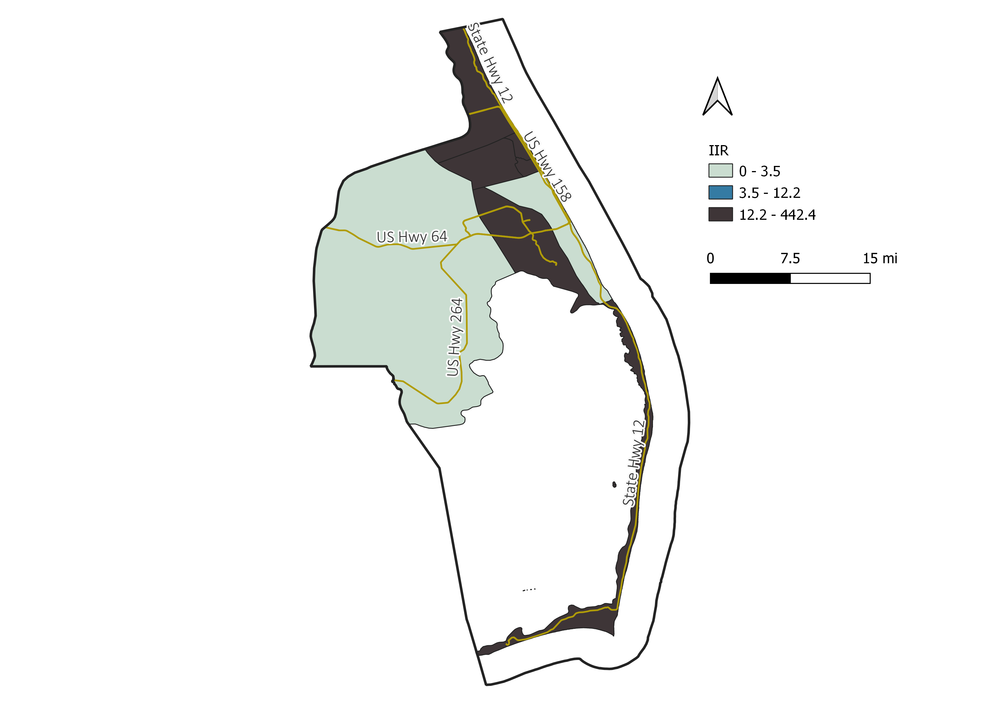 State Hwy 12
US Hwy 158
US Hwy 64
US Hwy 264
State Hwy 12
IIR
0 - 3.5
3.5 - 12.2
12.2 - 442.4
0 7.5 15 mi